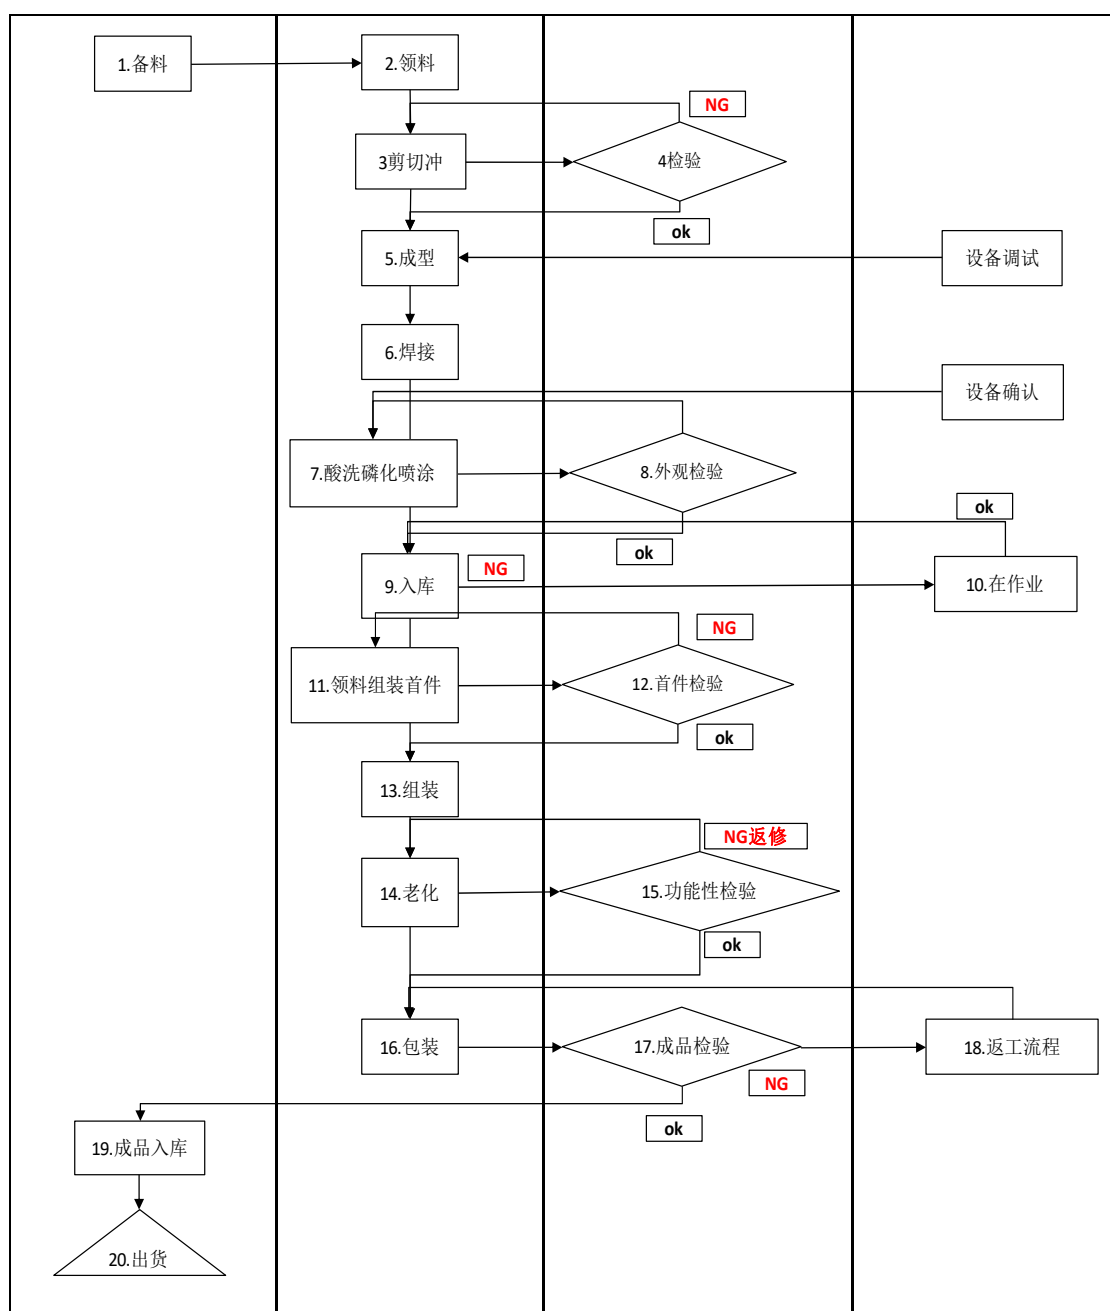 1.备料
2.领料
NG
3剪切冲
4检验
ok
5.成型
设备调试
6.焊接
设备确认
7.酸洗磷化喷涂
8.外观检验
ok
ok
NG
9.入库
10.在作业
NG
11.领料组装首件
12.首件检验
ok
13.组装
NG返修
14.老化
15.功能性检验
ok
16.包装
17.成品检验
18.返工流程
NG
ok
19.成品入库
20.出货